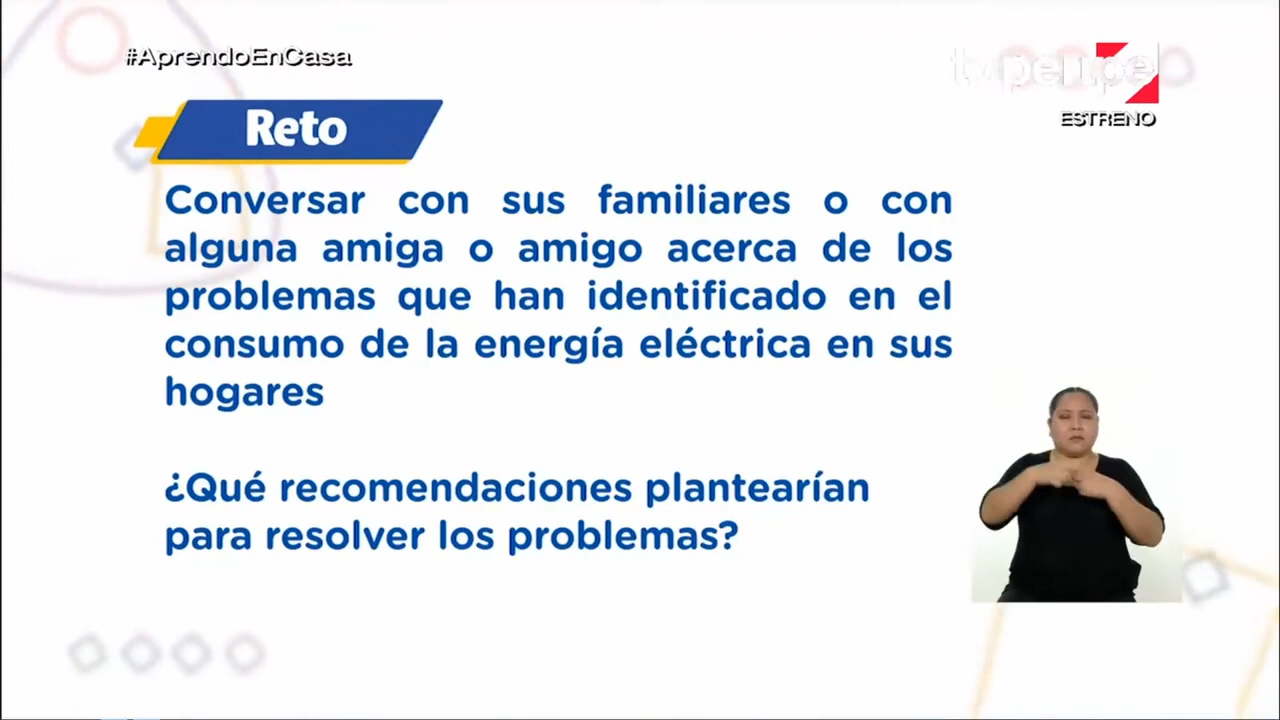 #AprendoEnCasa
tvperu.pe
ESTRENO
Reto
Conversar con sus familiares o con
alguna amiga o amigo acerca de los
problemas que han identificado en el
consumo de la energía eléctrica en sus
hogares
¿Qué recomendaciones plantearían
para resolver los problemas?